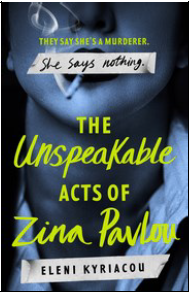 THEY SAY SHE'S A MURDERER.
She says nothing.
THE
Unspeakable
ACTS OF
Zina Pavlou
ELENI KYRIACOU